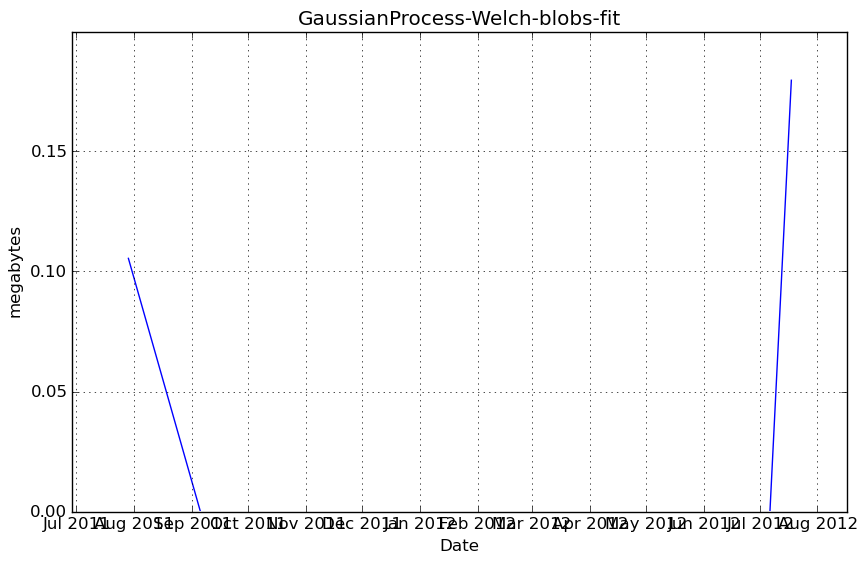 GaussianProcess-Welch-blobs-fit
megabytes
0.15
0.10
0.05
0.00
Jul 2011 Aug 2011 Sep 2011 Oct 2011 Nov 2011 Dec 2011 Jan 2012 Feb 2012 Mar 2012 Apr 2012 May 2012 Jun 2012 Jul 2012 Aug 2012
Date